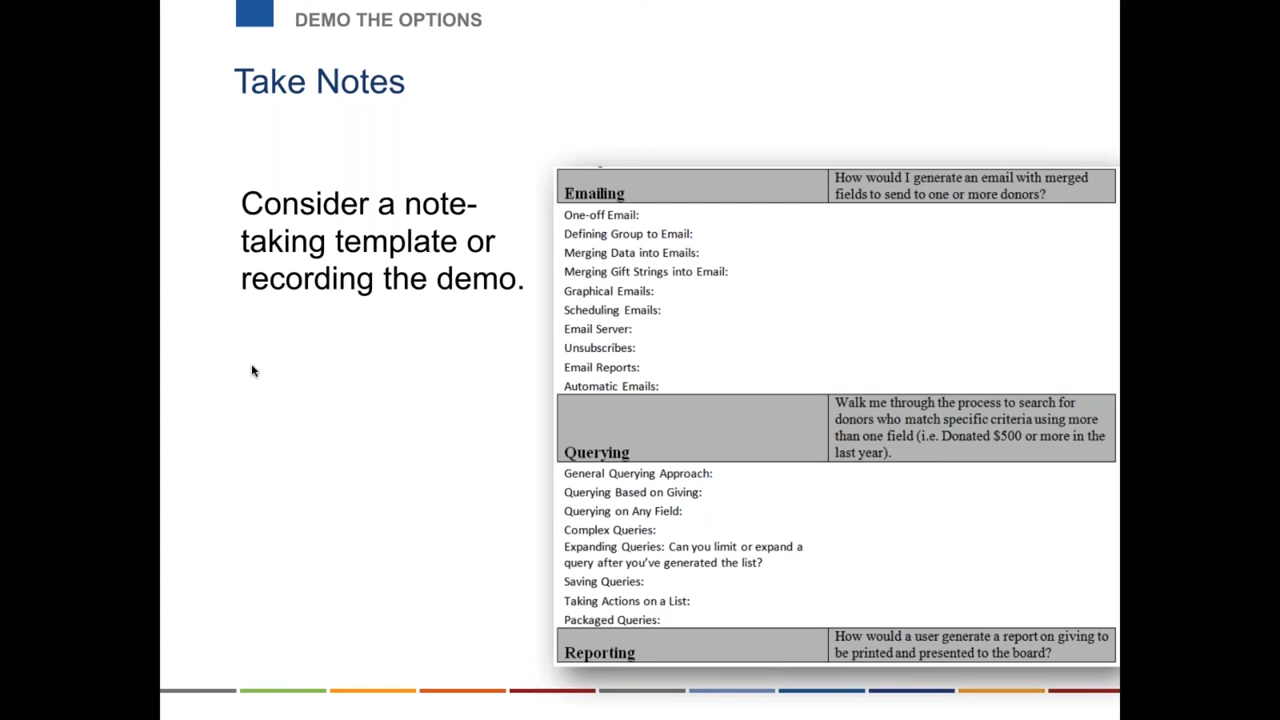 DEMO THE OPTIONS
Take Notes
Consider a note-
taking template or
recording the demo.
Emailing
How would I generate an email with merged
fields to send to one or more donors?
One-off Email:
Defining Group to Email:
Merging Data into Emails:
Merging Gift Strings into Email:
Graphical Emails:
Scheduling Emails:
Email Server:
Unsubscribes:
Email Reports:
Automatic Emails:
Querying
Walk me through the process to search for
donors who match specific criteria using more
than one field (i.e. Donated $500 or more in the
last year).
General Querying Approach:
Querying Based on Giving:
Querying on Any Field:
Complex Queries:
Expanding Queries: Can you limit or expand a
query after you've generated the list?
Saving Queries:
Taking Actions on a List:
Packaged Queries:
Reporting
How would a user generate a report on giving to
be printed and presented to the board?